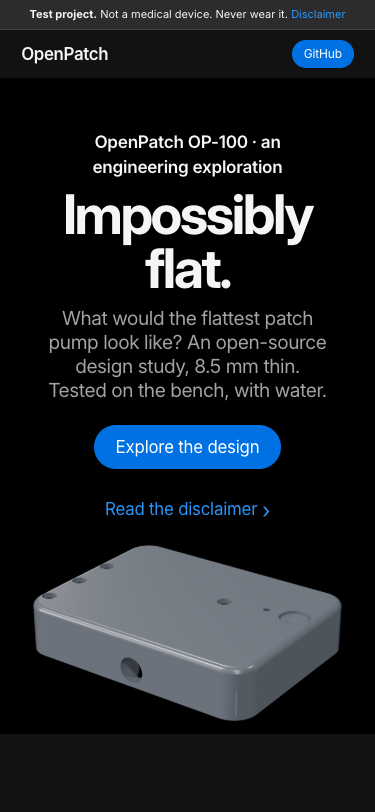 Test project. Not a medical device. Never wear it. Disclaimer
OpenPatch
GitHub
OpenPatch OP-100 · an
engineering exploration
Impossibly
flat.
What would the flattest patch
pump look like? An open-source
design study, 8.5 mm thin.
Tested on the bench, with water.
Explore the design
Read the disclaimer ›